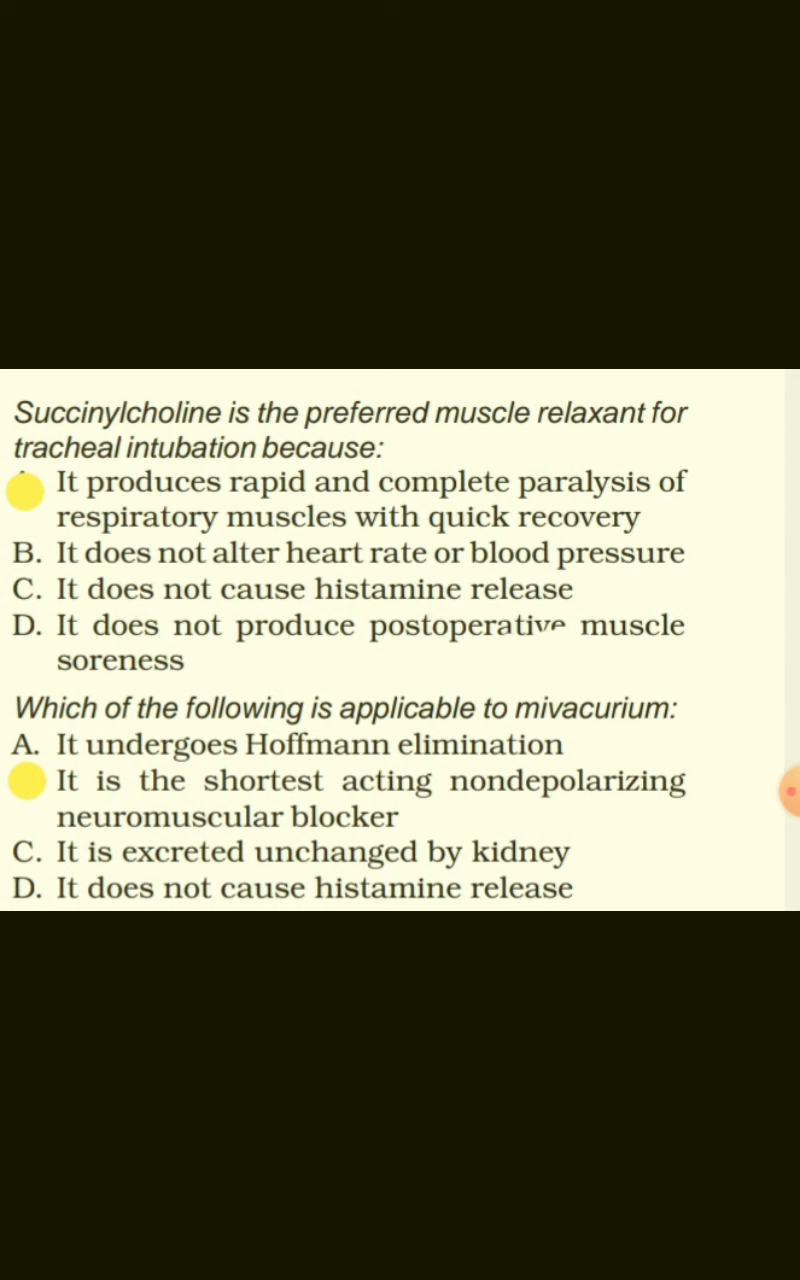 Succinylcholine is the preferred muscle relaxant for
tracheal intubation because:
It produces rapid and complete paralysis of
respiratory muscles with quick recovery
B. It does not alter heart rate or blood pressure
C. It does not cause histamine release
D. It does not produce postoperative muscle
soreness
Which of the following is applicable to mivacurium:
A. It undergoes Hoffmann elimination
It is the shortest acting nondepolarizing
neuromuscular blocker
C. It is excreted unchanged by kidney
D. It does not cause histamine release